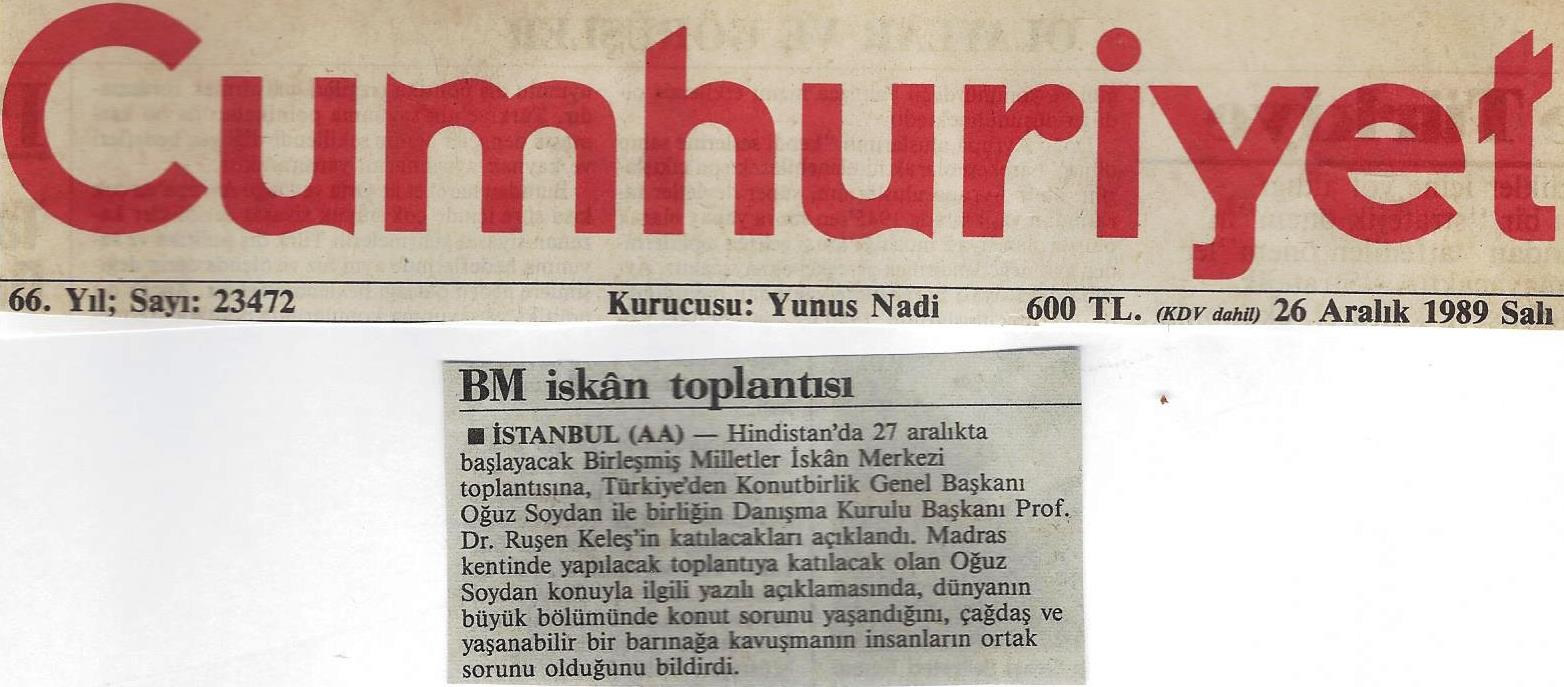 Cumhuriyet
66. Yıl; Sayı: 23472 Kurucusu: Yunus Nadi 600 TL. (KDV dahil) 26 Aralık 1989 Salı
BM iskân toplantısı
■ İSTANBUL (AA) — Hindistan'da 27 aralıkta
başlayacak Birleşmiş Milletler İskân Merkezi
toplantısına, Türkiye'den Konutbirlik Genel Başkanı
Oğuz Soydan ile birliğin Danışma Kurulu Başkanı Prof.
Dr. Ruşen Keleş'in katılacakları açıklandı. Madras
kentinde yapılacak toplantıya katılacak olan Oğuz
Soydan konuyla ilgili yazılı açıklamasında, dünyanın
büyük bölümünde konut sorunu yaşandığını, çağdaş ve
yaşanabilir bir barınağa kavuşmanın insanların ortak
sorunu olduğunu bildirdi.